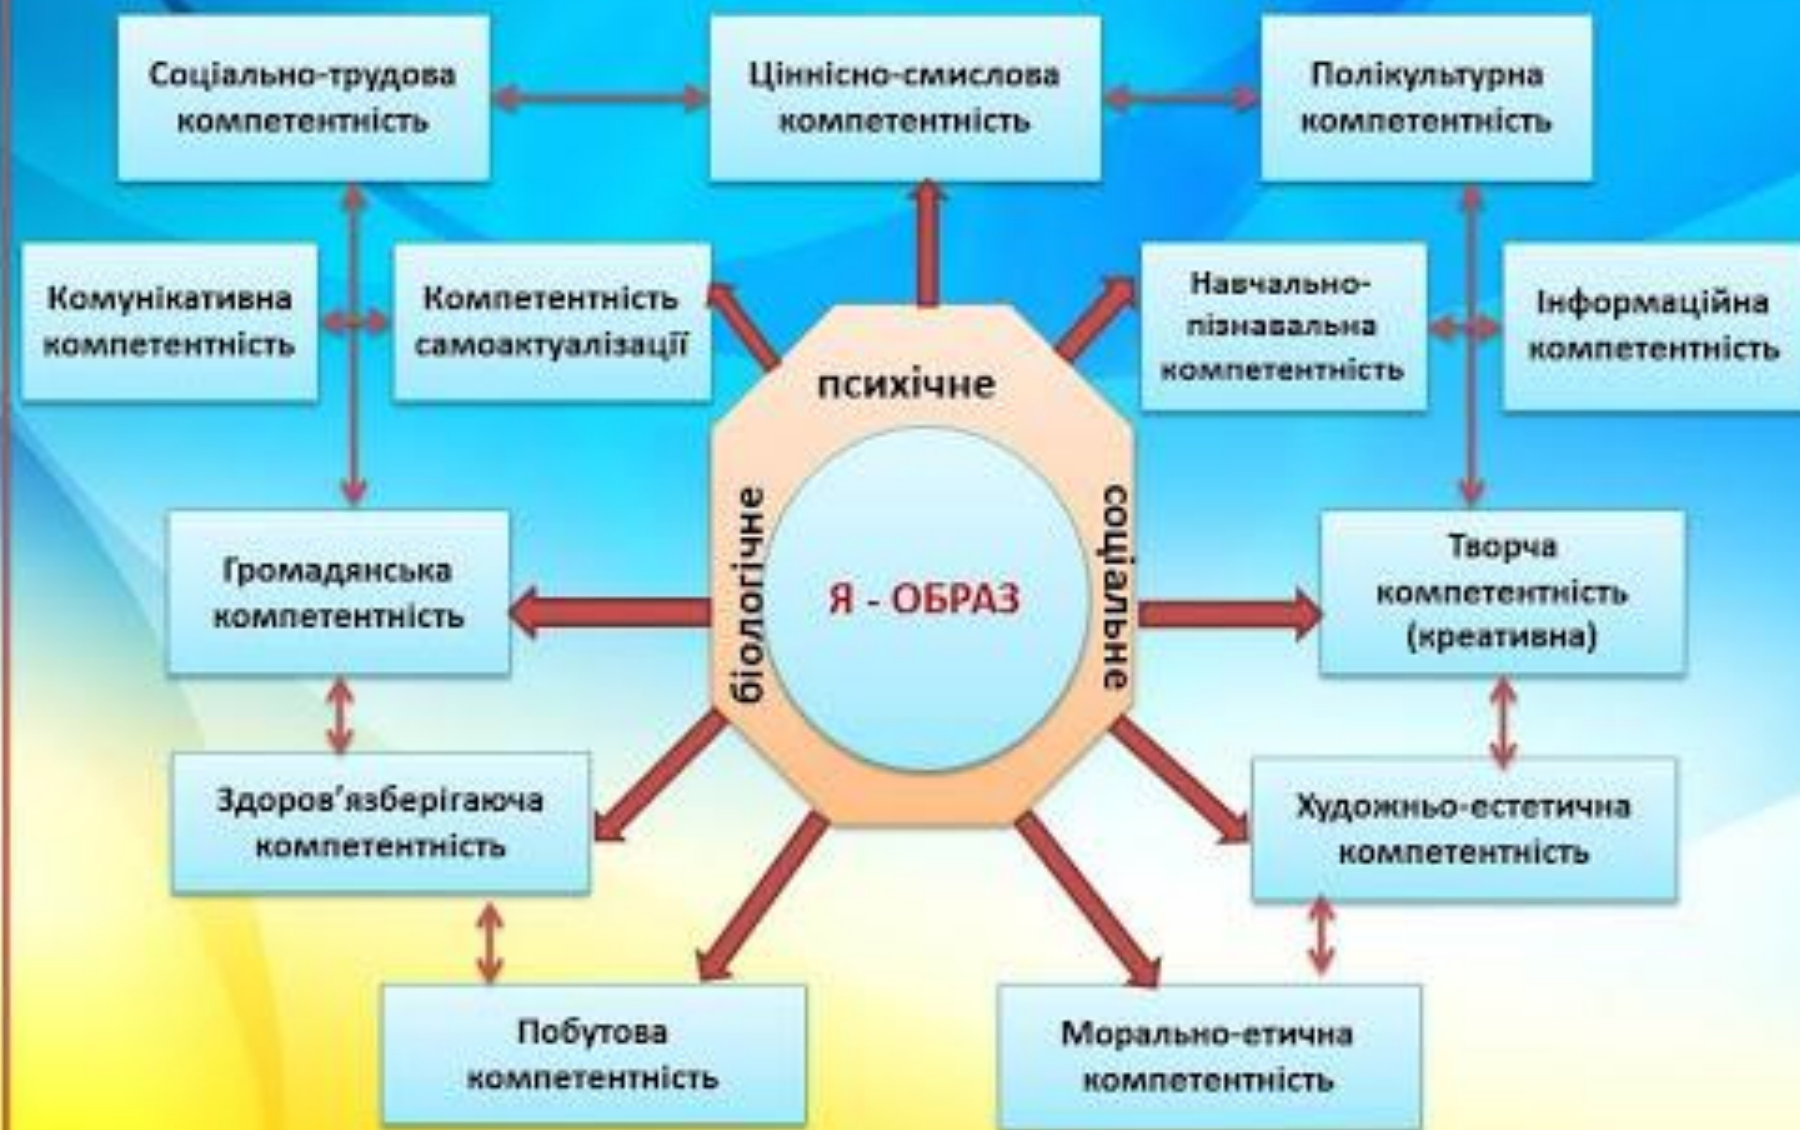 Соціально-трудова
компетентність
Ціннісно-смислова
компетентність
Полікультурна
компетентність
Комунікативна
компетентність
Компетентність
самоактуалізації
Навчально-
пізнавальна
компетентність
Інформаційна
компетентність
психічне
біологічне
соціальне
Я - ОБРАЗ
Громадянська
компетентність
Творча
компетентність
(креативна)
Здоров’язберігаюча
компетентність
Художньо-естетична
компетентність
Побутова
компетентність
Морально-етична
компетентність